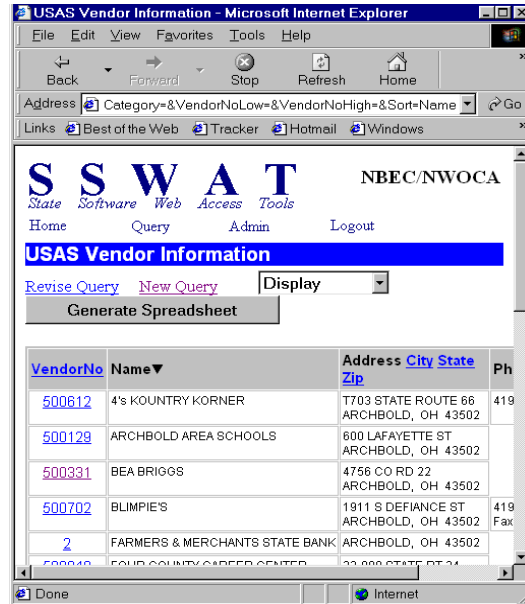 USAS Vendor Information - Microsoft Internet Explorer
File Edit View Favorites Tools Help
Back Forward Stop Refresh Home
Address Category=&VendorNoLow=&VendorNoHigh=&Sort=Name Go
Links Best of the Web Tracker Hotmail Windows
S S W A T NBEC/NWOCA
State Software Web Access Tools
Home Query Admin Logout
USAS Vendor Information
Revise Query New Query Display
Generate Spreadsheet
VendorNo Name▼ Address City State Zip Ph
500612 4's KOUNTRY KORNER T703 STATE ROUTE 66 419
ARCHBOLD, OH 43502
500129 ARCHBOLD AREA SCHOOLS 600 LAFAYETTE ST
ARCHBOLD, OH 43502
500331 BEA BRIGGS 4756 CO RD 22
ARCHBOLD, OH 43502
500702 BLIMPIE'S 1911 S DEFIANCE ST 419
ARCHBOLD, OH 43502 Fax
2 FARMERS & MERCHANTS STATE BANK ARCHBOLD, OH 43502
FOUR COUNTY CAREER CENTER
Done Internet